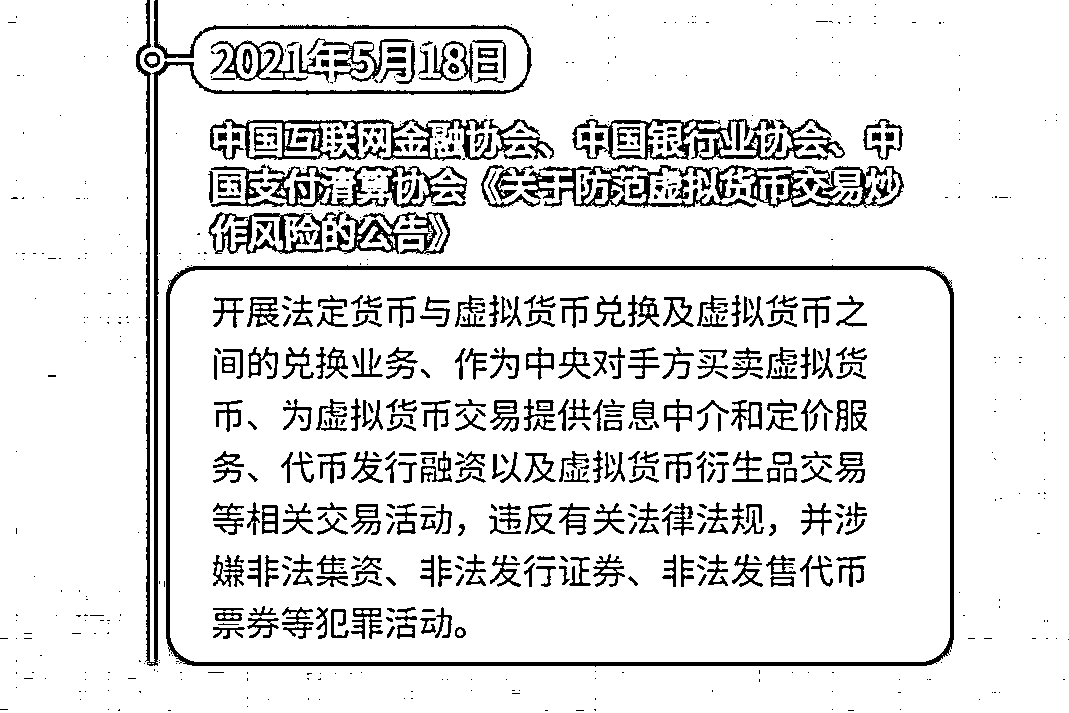 2021年5月18日
中国互联网金融协会、中国银行业协会、中
国支付清算协会《关于防范虚拟货币交易炒
作风险的公告》
开展法定货币与虚拟货币兑换及虚拟货币之
间的兑换业务、作为中央对手方买卖虚拟货
币、为虚拟货币交易提供信息中介和定价服
务、代币发行融资以及虚拟货币衍生品交易
等相关交易活动，违反有关法律法规，并涉
嫌非法集资、非法发行证券、非法发售代币
票券等犯罪活动。